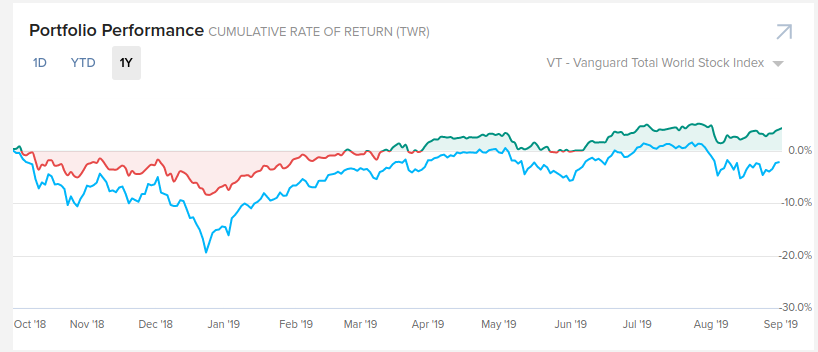 Portfolio Performance CUMULATIVE RATE OF RETURN (TWR)
1D YTD 1Y VT - Vanguard Total World Stock Index
0.0%
-10.0%
-20.0%
-30.0%
Oct '18 Nov '18 Dec '18 Jan '19 Feb '19 Mar '19 Apr '19 May '19 Jun '19 Jul '19 Aug '19 Sep '19